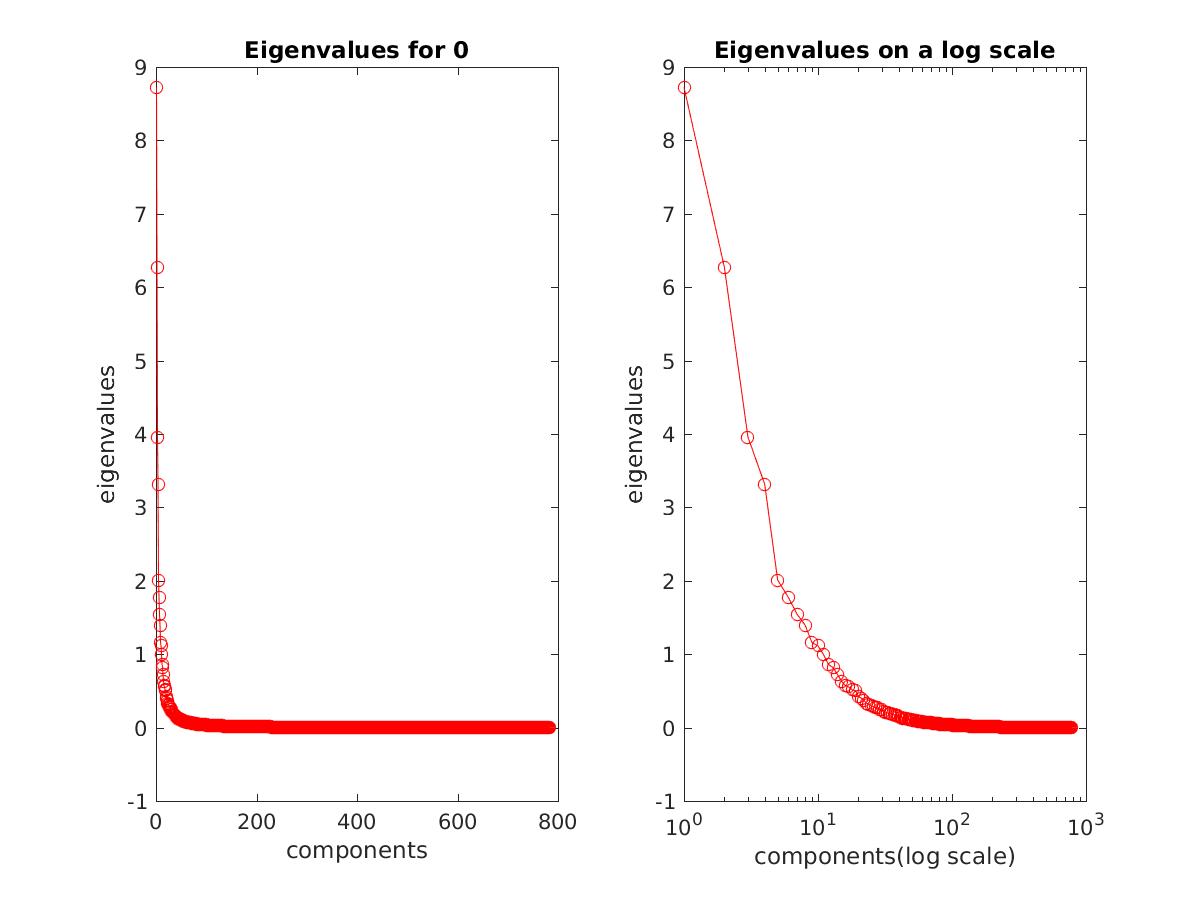 Eigenvalues for 0
9
8
7
6
5
4
3
2
1
0
-1
eigenvalues
0 200 400 600 800
components
Eigenvalues on a log scale
9
8
7
6
5
4
3
2
1
0
-1
eigenvalues
10^0 10^1 10^2 10^3
components(log scale)